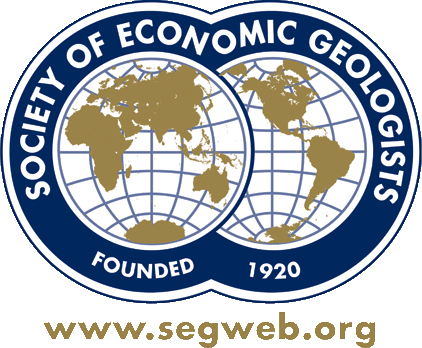 SOCIETY OF ECONOMIC GEOLOGISTS
FOUNDED 1920
www.segweb.org